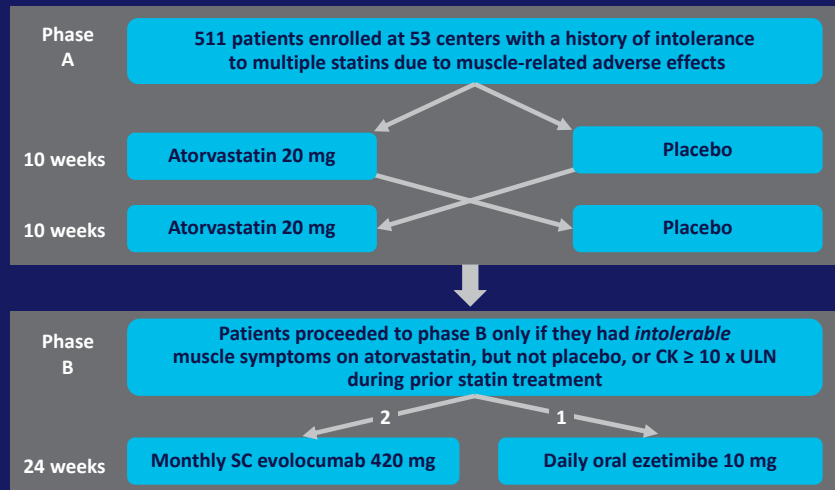 Phase
A
511 patients enrolled at 53 centers with a history of intolerance
to multiple statins due to muscle-related adverse effects
10 weeks
Atorvastatin 20 mg
Placebo
10 weeks
Atorvastatin 20 mg
Placebo
Phase
B
Patients proceeded to phase B only if they had intolerable
muscle symptoms on atorvastatin, but not placebo, or CK ≥ 10 x ULN
during prior statin treatment
2
1
24 weeks
Monthly SC evolocumab 420 mg
Daily oral ezetimibe 10 mg